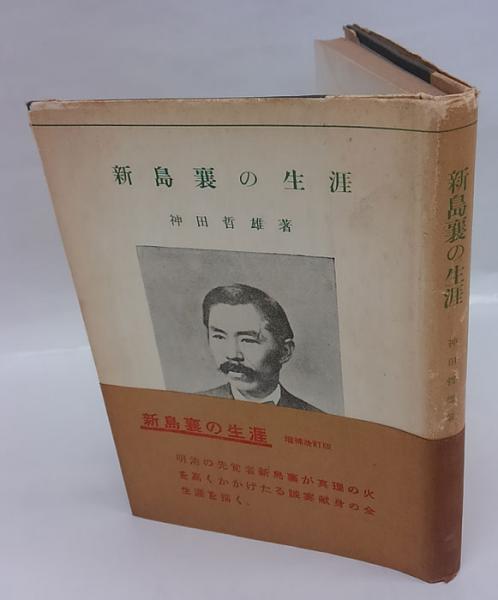 新島襄の生涯
神田哲雄著
新島襄の生涯 増補改訂版
明治の先覚者新島襄が真理の火
を高くかかげたる誠実献身の全
生涯を描く。
新島襄の生涯
神田哲雄著